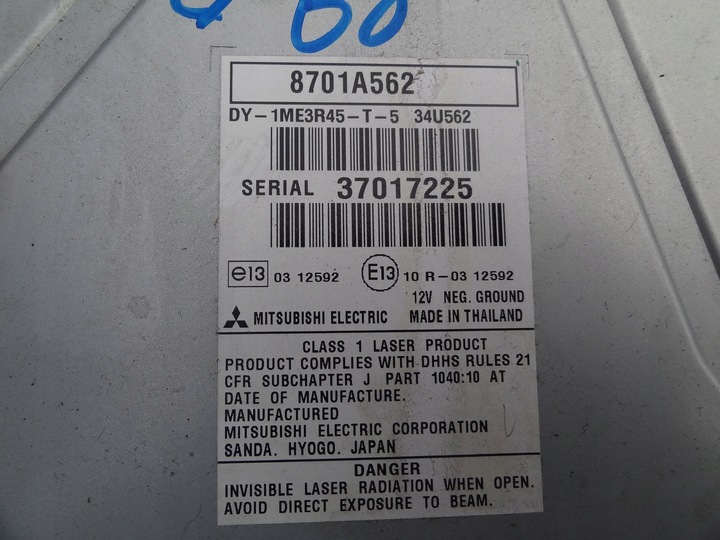 8701A562
DY-1ME3R45-T-5 34U562
SERIAL 37017225
e13 03 12592 E13 10 R-03 12592
12V NEG. GROUND
MITSUBISHI ELECTRIC MADE IN THAILAND
CLASS 1 LASER PRODUCT
PRODUCT COMPLIES WITH DHHS RULES 21
CFR SUBCHAPTER J PART 1040:10 AT
DATE OF MANUFACTURE.
MANUFACTURED
MITSUBISHI ELECTRIC CORPORATION
SANDA. HYOGO. JAPAN
DANGER
INVISIBLE LASER RADIATION WHEN OPEN.
AVOID DIRECT EXPOSURE TO BEAM.